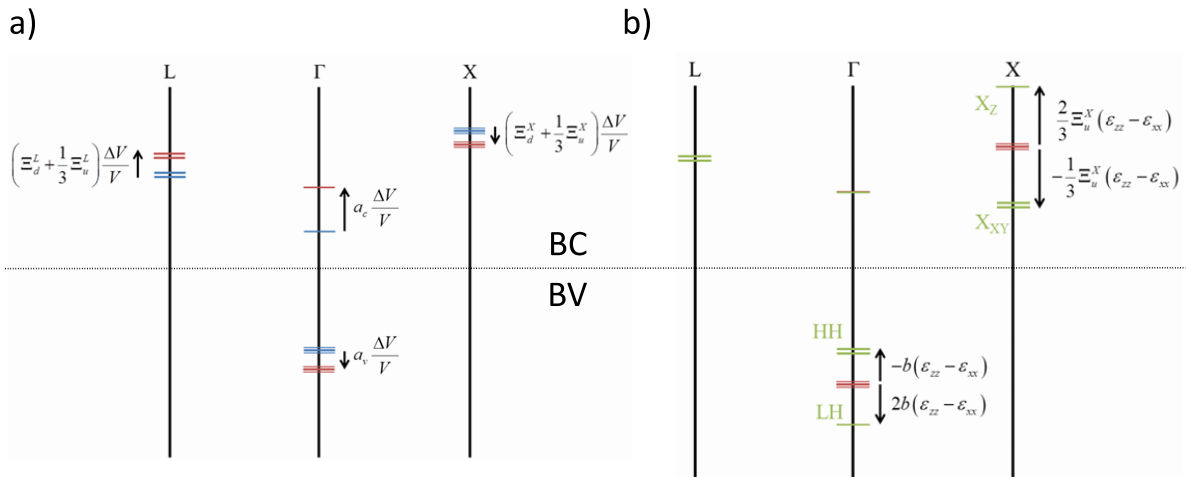 a)
L Γ X
(Ξ_d^L + 1/3 Ξ_u^L) ΔV/V
(Ξ_d^X + 1/3 Ξ_u^X) ΔV/V
a_c ΔV/V
a_v ΔV/V
BC
BV
b)
L Γ X
X_Z
2/3 Ξ_u^X (ε_zz − ε_xx)
−1/3 Ξ_u^X (ε_zz − ε_xx)
X_XY
HH
−b(ε_zz − ε_xx)
2b(ε_zz − ε_xx)
LH